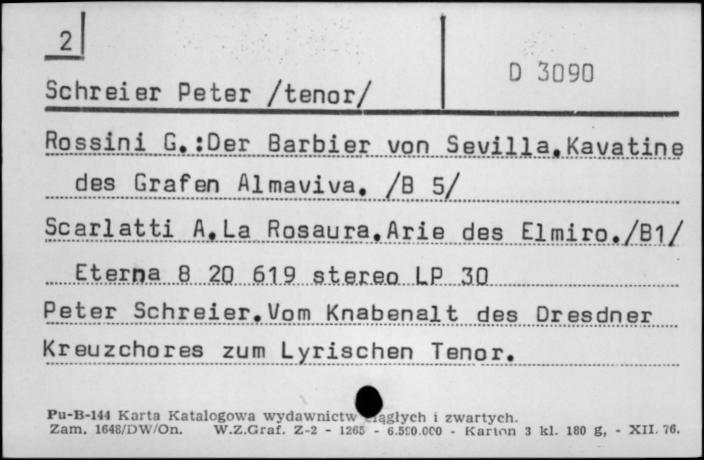 2
D 3090
Schreier Peter /tenor/
Rossini G.:Der Barbier von Sevilla.Kavatine
des Grafen Almaviva. /B 5/
Scarlatti A.La Rosaura.Arie des Elmiro./B1/
Eterna 8 20 619 stereo LP 30
Peter Schreier.Vom Knabenalt des Dresdner
Kreuzchores zum Lyrischen Tenor.
Pu-B-144 Karta Katalogowa wydawnictw ciągłych i zwartych.
Zam. 1648/DW/On. W.Z.Graf. Z-2 - 1265 - 6.500.000 - Karton 3 kl. 180 g, - XII. 76.